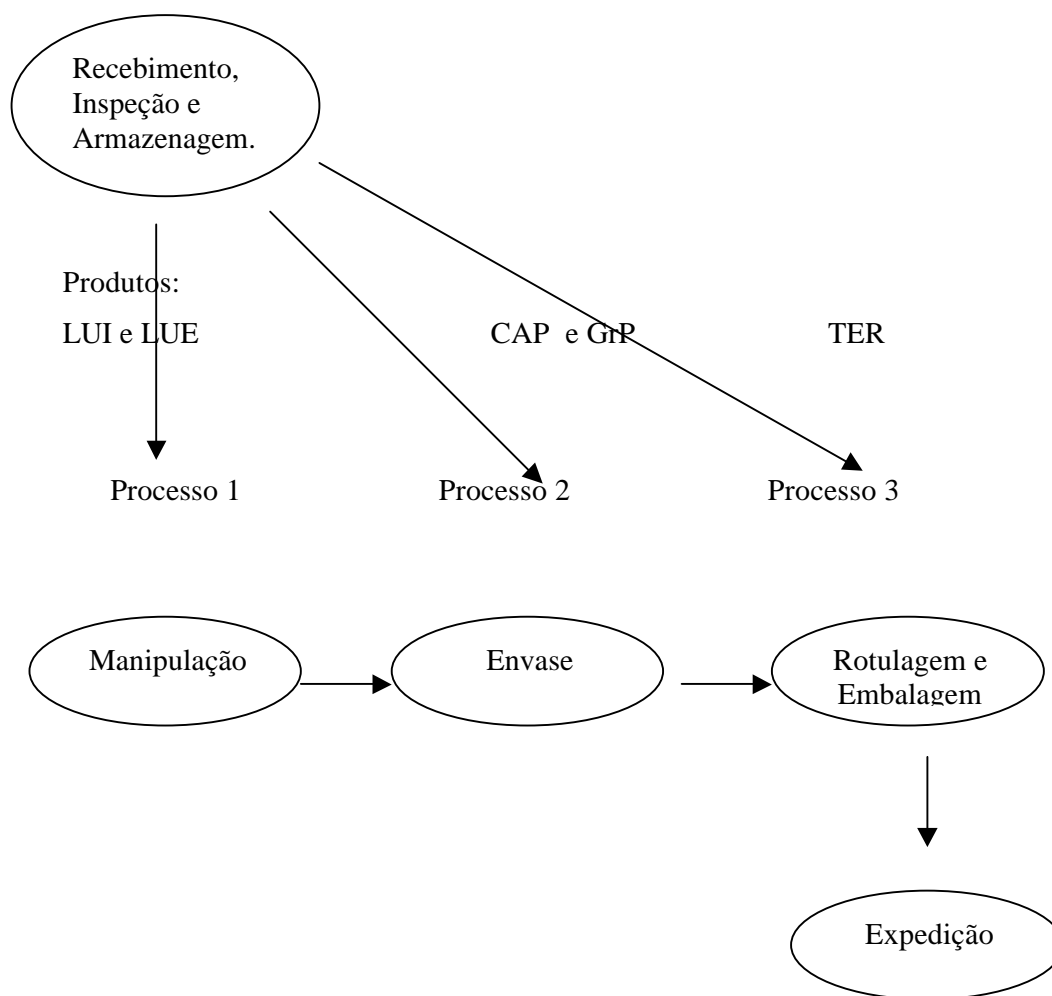 Recebimento,
Inspeção e
Armazenagem.
Produtos:
LUI e LUE CAP e GrP TER
Processo 1 Processo 2 Processo 3
Manipulação Envase Rotulagem e
Embalagem
Expedição